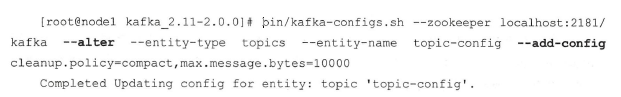 [root@node1 kafka_2.11-2.0.0]# bin/kafka-configs.sh --zookeeper localhost:2181/
kafka --alter --entity-type topics --entity-name topic-config --add-config
cleanup.policy=compact,max.message.bytes=10000
Completed Updating config for entity: topic 'topic-config'.